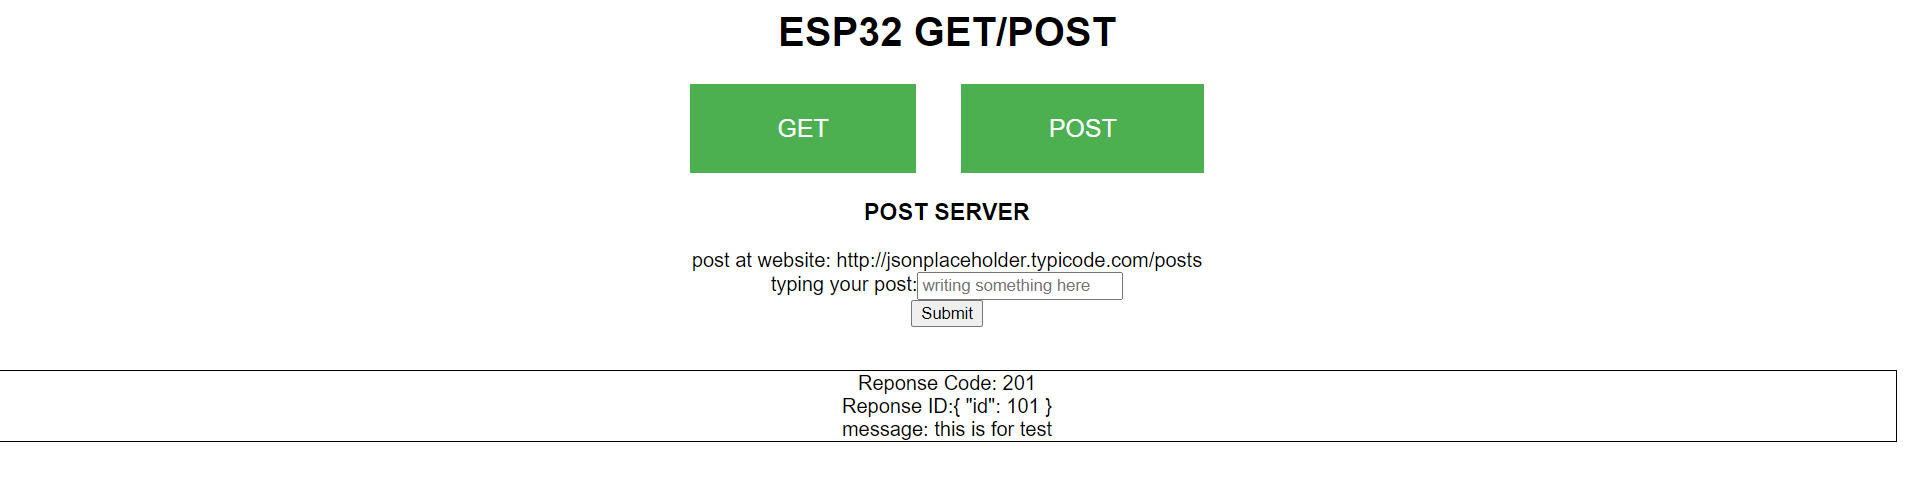 ESP32 GET/POST
GET POST
POST SERVER
post at website: http://jsonplaceholder.typicode.com/posts
typing your post: writing something here
Submit
Reponse Code: 201
Reponse ID:{ "id": 101 }
message: this is for test